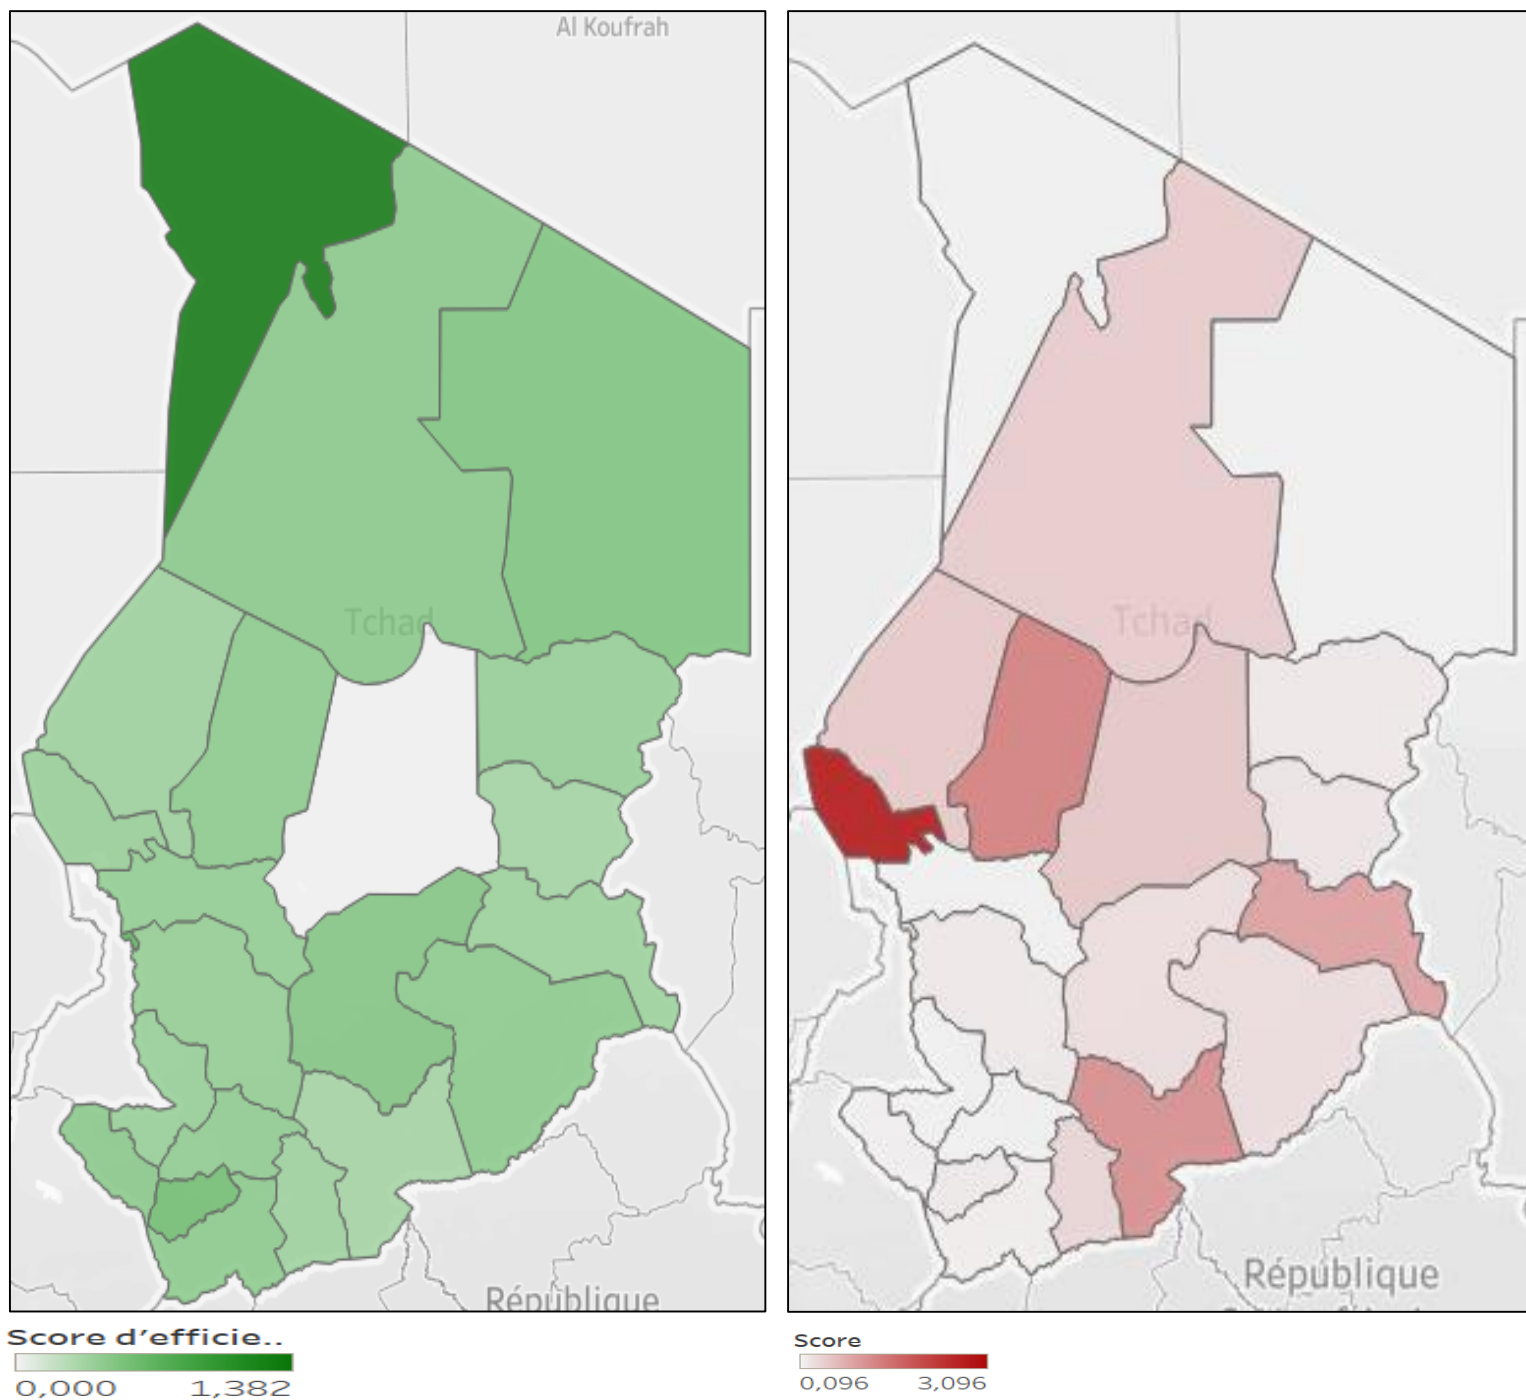 Al Koufrah
Tchad
Tchad
République
République
Score d'efficie..
0,000 1,382
Score
0,096 3,096